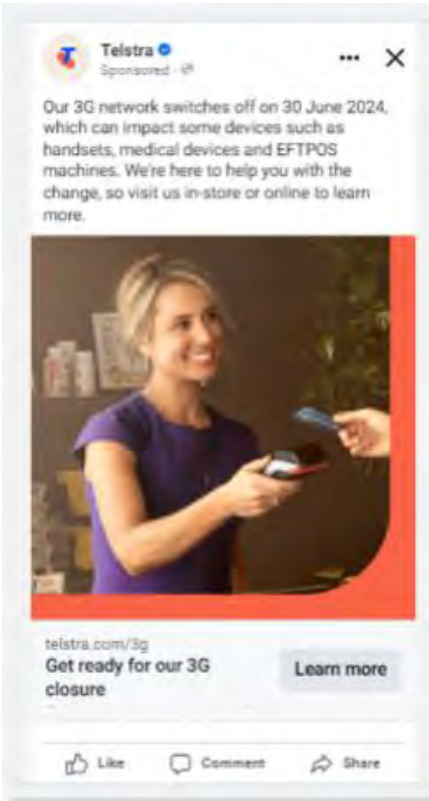 Telstra
Sponsored
Our 3G network switches off on 30 June 2024,
which can impact some devices such as
handsets, medical devices and EFTPOS
machines. We're here to help you with the
change, so visit us in-store or online to learn
more.
telstra.com/3g
Get ready for our 3G
closure
Learn more
Like
Comment
Share